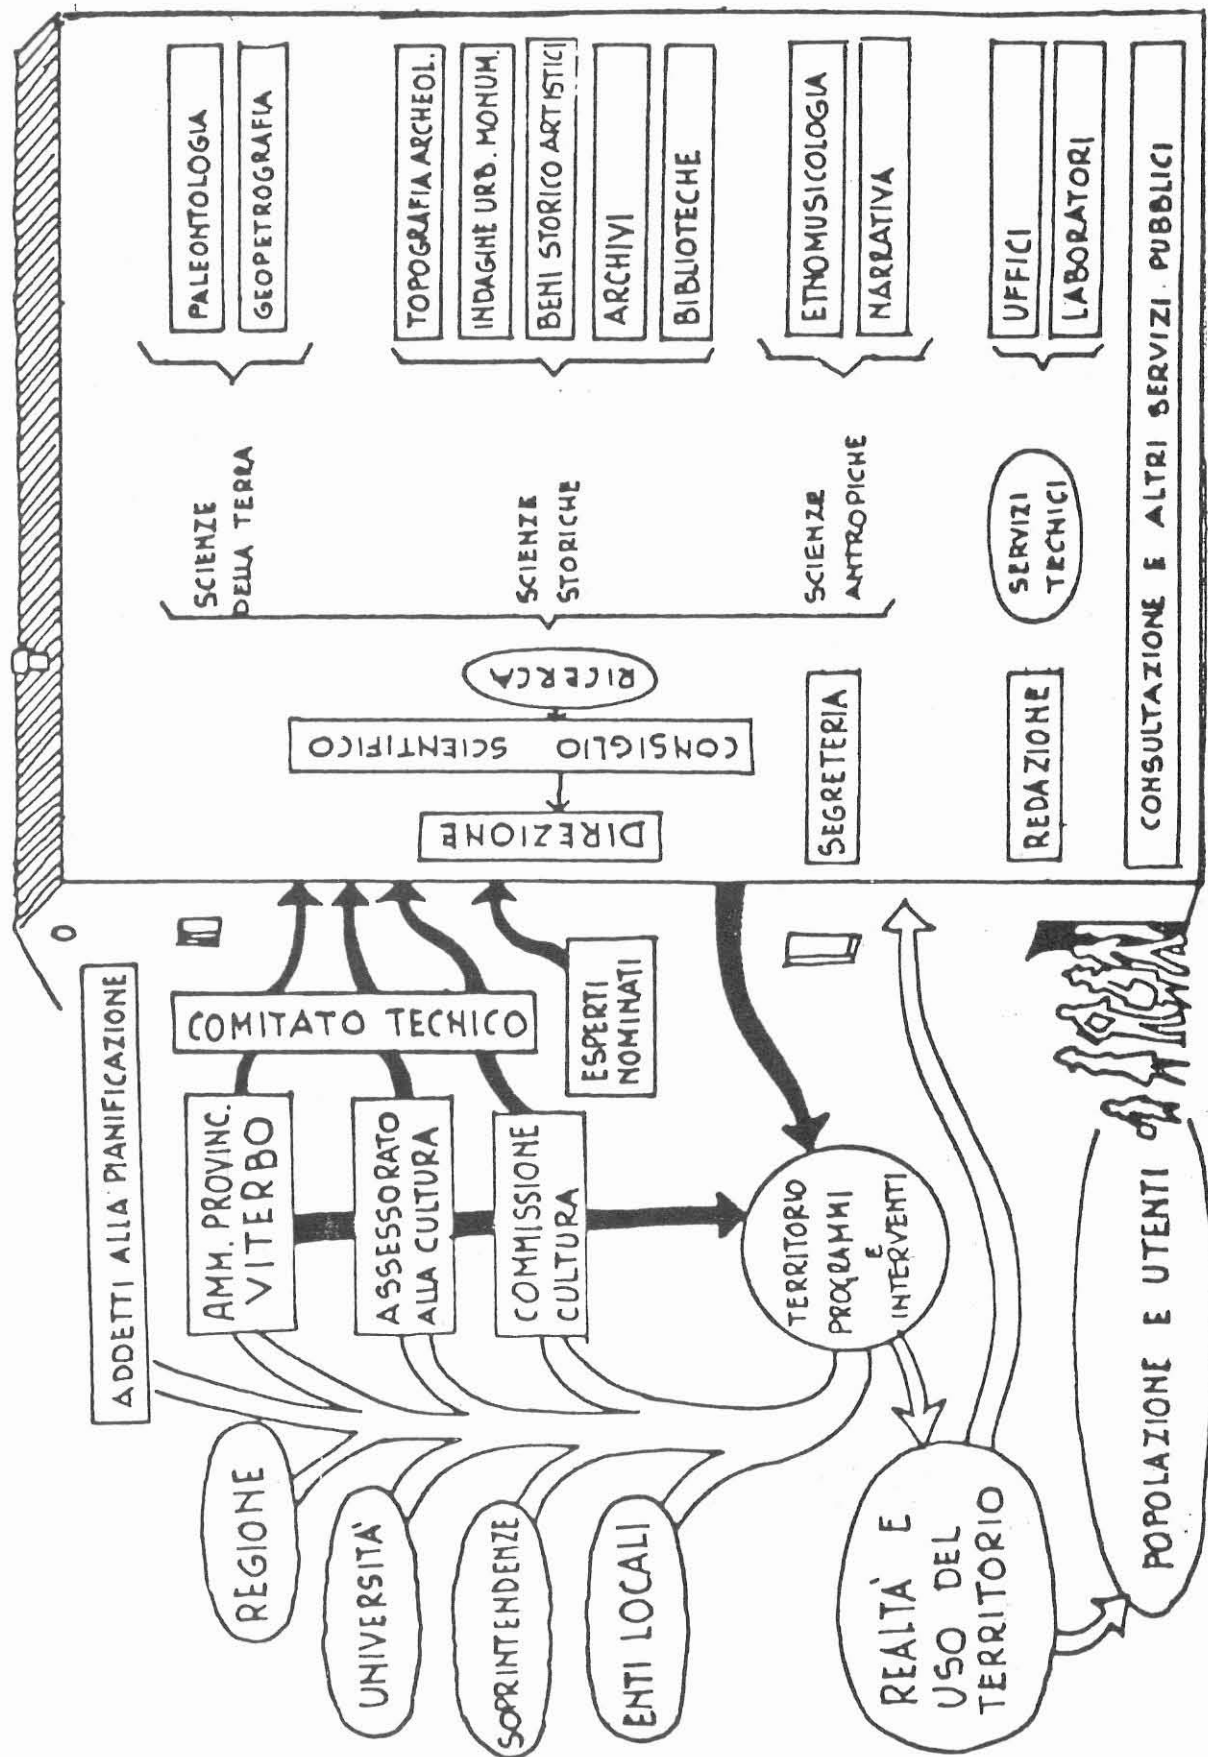 ADDETTI ALLA PIANIFICAZIONE
REGIONE
UNIVERSITÀ
SOPRINTENDENZE
ENTI LOCALI
AMM. PROVINC.
VITERBO
ASSESSORATO
ALLA CULTURA
COMMISSIONE
CULTURA
COMITATO TECNICO
ESPERTI
NOMINATI
TERRITORIO
PROGRAMMI
E
INTERVENTI
REALTÀ E
USO DEL
TERRITORIO
POPOLAZIONE E UTENTI
DIREZIONE
CONSIGLIO SCIENTIFICO
RICERCA
SEGRETERIA
REDAZIONE
SCIENZE
DELLA TERRA
PALEONTOLOGIA
GEOPETROGRAFIA
SCIENZE
STORICHE
TOPOGRAFIA ARCHEOL.
INDAGINE URB. MONUM.
BENI STORICO ARTISTICI
ARCHIVI
BIBLIOTECHE
SCIENZE
ANTROPICHE
ETNOMUSICOLOGIA
NARRATIVA
SERVIZI
TECNICI
UFFICI
LABORATORI
CONSULTAZIONE E ALTRI SERVIZI PUBBLICI